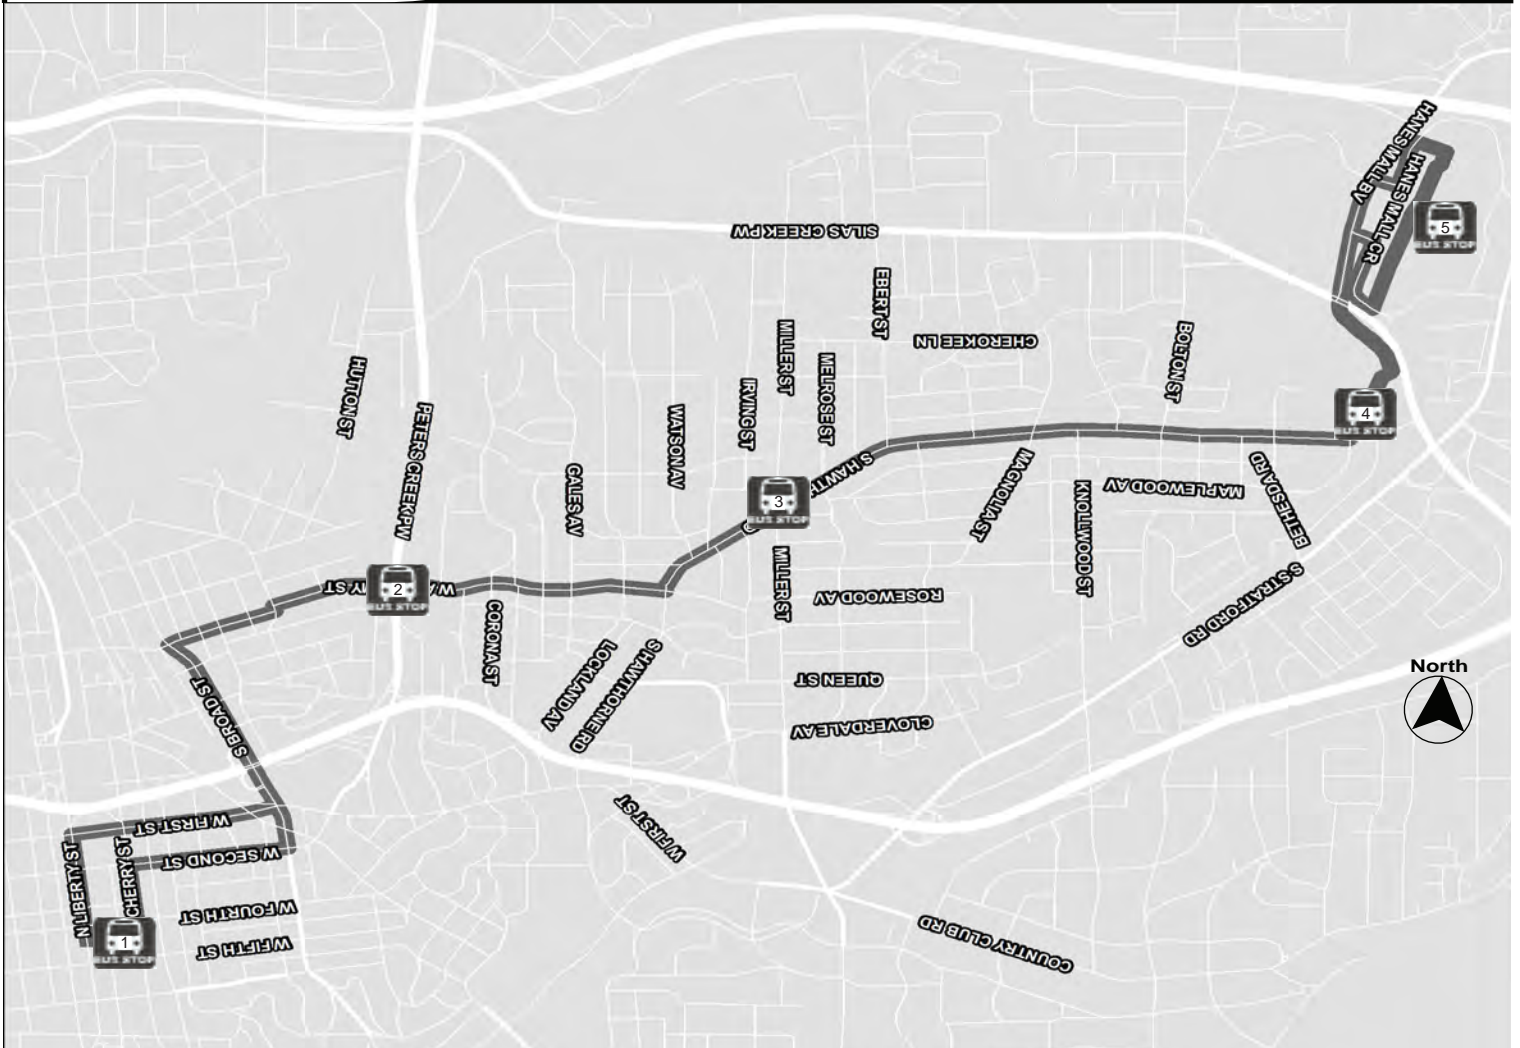 HANES MALL BV
HANES MALL CR
5
BUS STOP
SILAS CREEK PW
EBERT ST
MILLER ST
CHEROKEE LN
BOLTON ST
MELROSE ST
HUTTON ST
IRVING ST
PETERS CREEK PW
WATSON AV
4
BUS STOP
S HAWTH
GALES AV
MAGNOLIA ST
MAPLEWOOD AV
BETHESDA RD
KNOLLWOOD ST
3
BUS STOP
MILLER ST
2
BUS STOP
ROSEWOOD AV
S STRATFORD RD
CORONA ST
LOCKLAND AV
S HAWTHORNE RD
QUEEN ST
North
S BROAD ST
CLOVERDALE AV
W FIRST ST
W FIRST ST
W SECOND ST
N LIBERTY ST
CHERRY ST
W FOURTH ST
W FIFTH ST
COUNTRY CLUB RD
1
BUS STOP